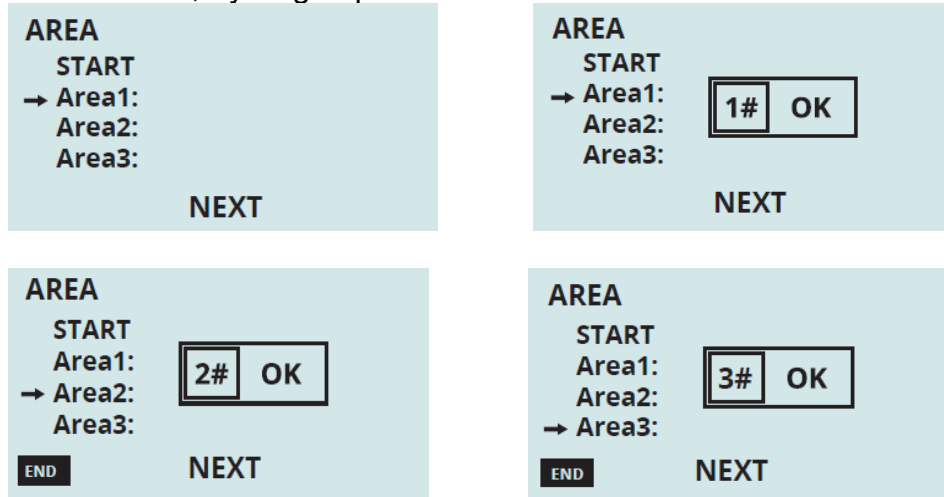 AREA
START
→ Area1:
Area2:
Area3:
NEXT
AREA
START
→ Area1:
Area2:
Area3:
1# OK
NEXT
AREA
START
Area1:
→ Area2:
Area3:
2# OK
END
NEXT
AREA
START
Area1:
Area2:
→ Area3:
3# OK
END
NEXT